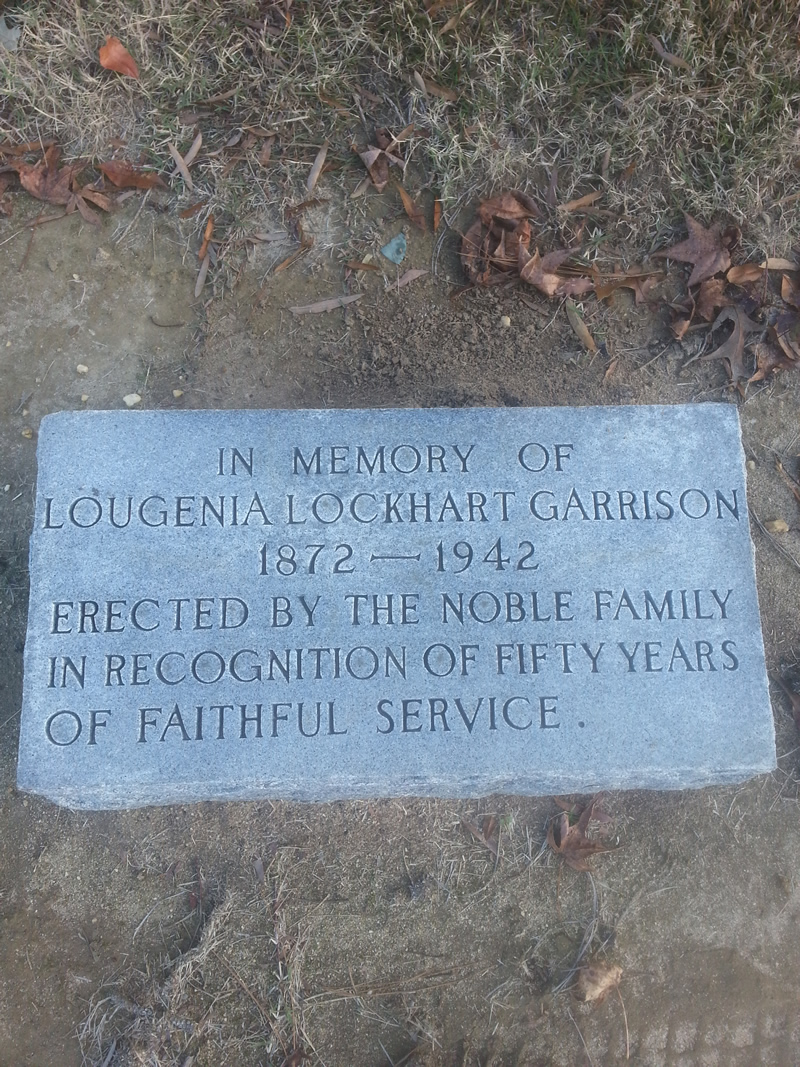 IN MEMORY OF
LOUGENIA LOCKHART GARRISON
1872 — 1942
ERECTED BY THE NOBLE FAMILY
IN RECOGNITION OF FIFTY YEARS
OF FAITHFUL SERVICE.